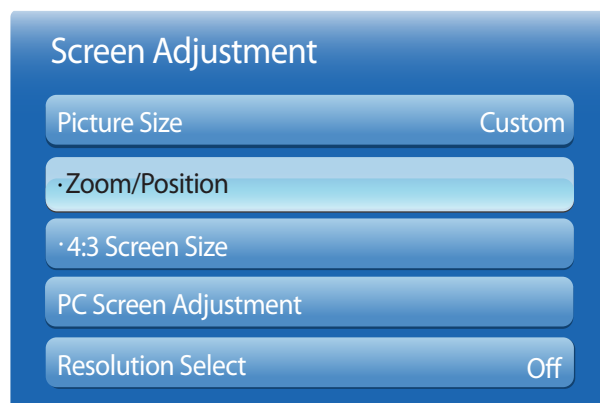 Screen Adjustment
Picture Size Custom
·Zoom/Position
·4:3 Screen Size
PC Screen Adjustment
Resolution Select Off